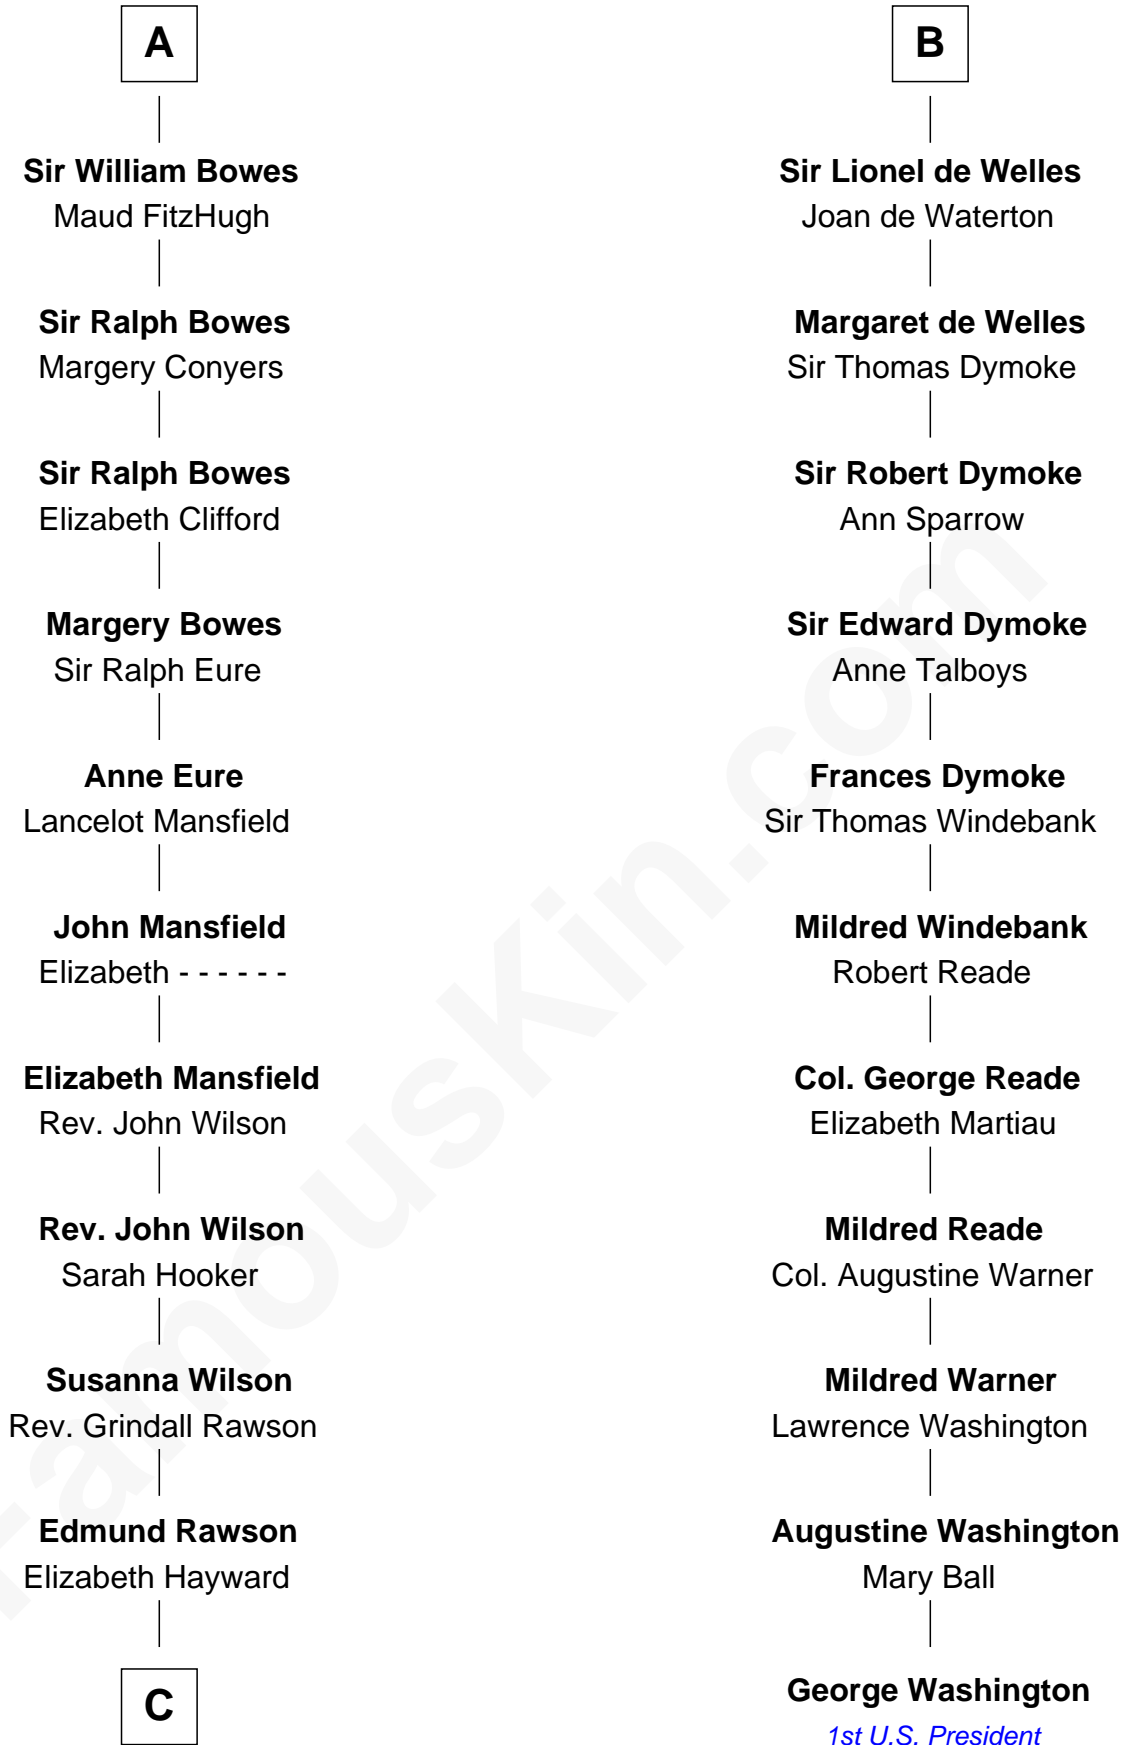 A
Sir William Bowes
Maud FitzHugh
Sir Ralph Bowes
Margery Conyers
Sir Ralph Bowes
Elizabeth Clifford
Margery Bowes
Sir Ralph Eure
Anne Eure
Lancelot Mansfield
John Mansfield
Elizabeth - - - - - -
Elizabeth Mansfield
Rev. John Wilson
Rev. John Wilson
Sarah Hooker
Susanna Wilson
Rev. Grindall Rawson
Edmund Rawson
Elizabeth Hayward
C
B
Sir Lionel de Welles
Joan de Waterton
Margaret de Welles
Sir Thomas Dymoke
Sir Robert Dymoke
Ann Sparrow
Sir Edward Dymoke
Anne Talboys
Frances Dymoke
Sir Thomas Windebank
Mildred Windebank
Robert Reade
Col. George Reade
Elizabeth Martiau
Mildred Reade
Col. Augustine Warner
Mildred Warner
Lawrence Washington
Augustine Washington
Mary Ball
George Washington
1st U.S. President
FamousKin.com